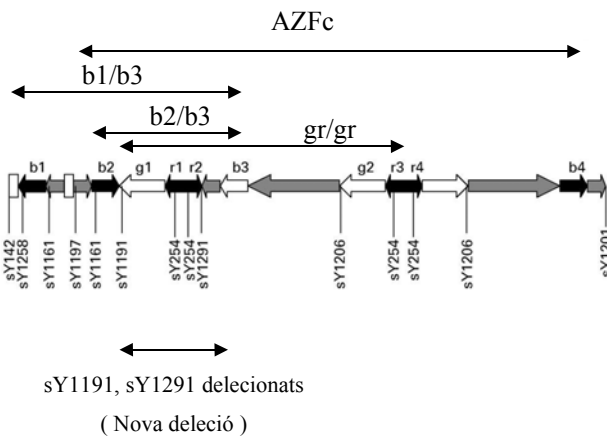 AZFc
b1/b3
b2/b3
gr/gr
b1 b2 g1 r1 r2 b3 g2 r3 r4 b4
sY142 sY1258 sY1161 sY1197 sY1161 sY1191 sY254 sY254 sY1291 sY1206 sY254 sY254 sY1206 sY1201
sY1191, sY1291 delecionats
( Nova deleció )